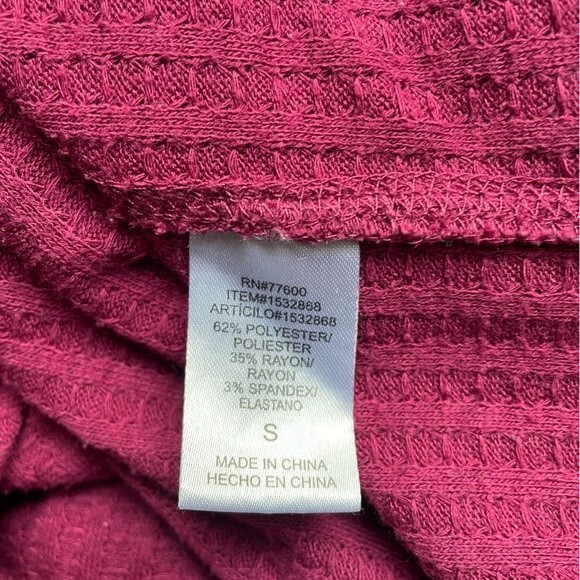 RN#77600
ITEM#1532868
ARTÍCILO#1532868
62% POLYESTER/
POLIESTER
35% RAYON/
RAYON
3% SPANDEX/
ELASTANO
S
MADE IN CHINA
HECHO EN CHINA